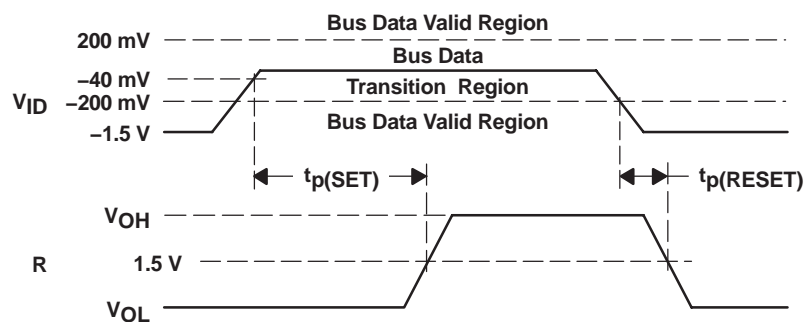 Bus Data Valid Region
200 mV
Bus Data
–40 mV
Transition Region
VID
–200 mV
Bus Data Valid Region
–1.5 V
tp(SET)
tp(RESET)
VOH
R
1.5 V
VOL